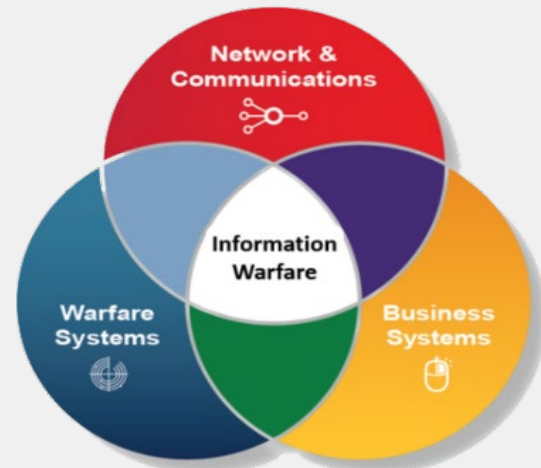 Network &
Communications
Information
Warfare
Warfare
Systems
Business
Systems